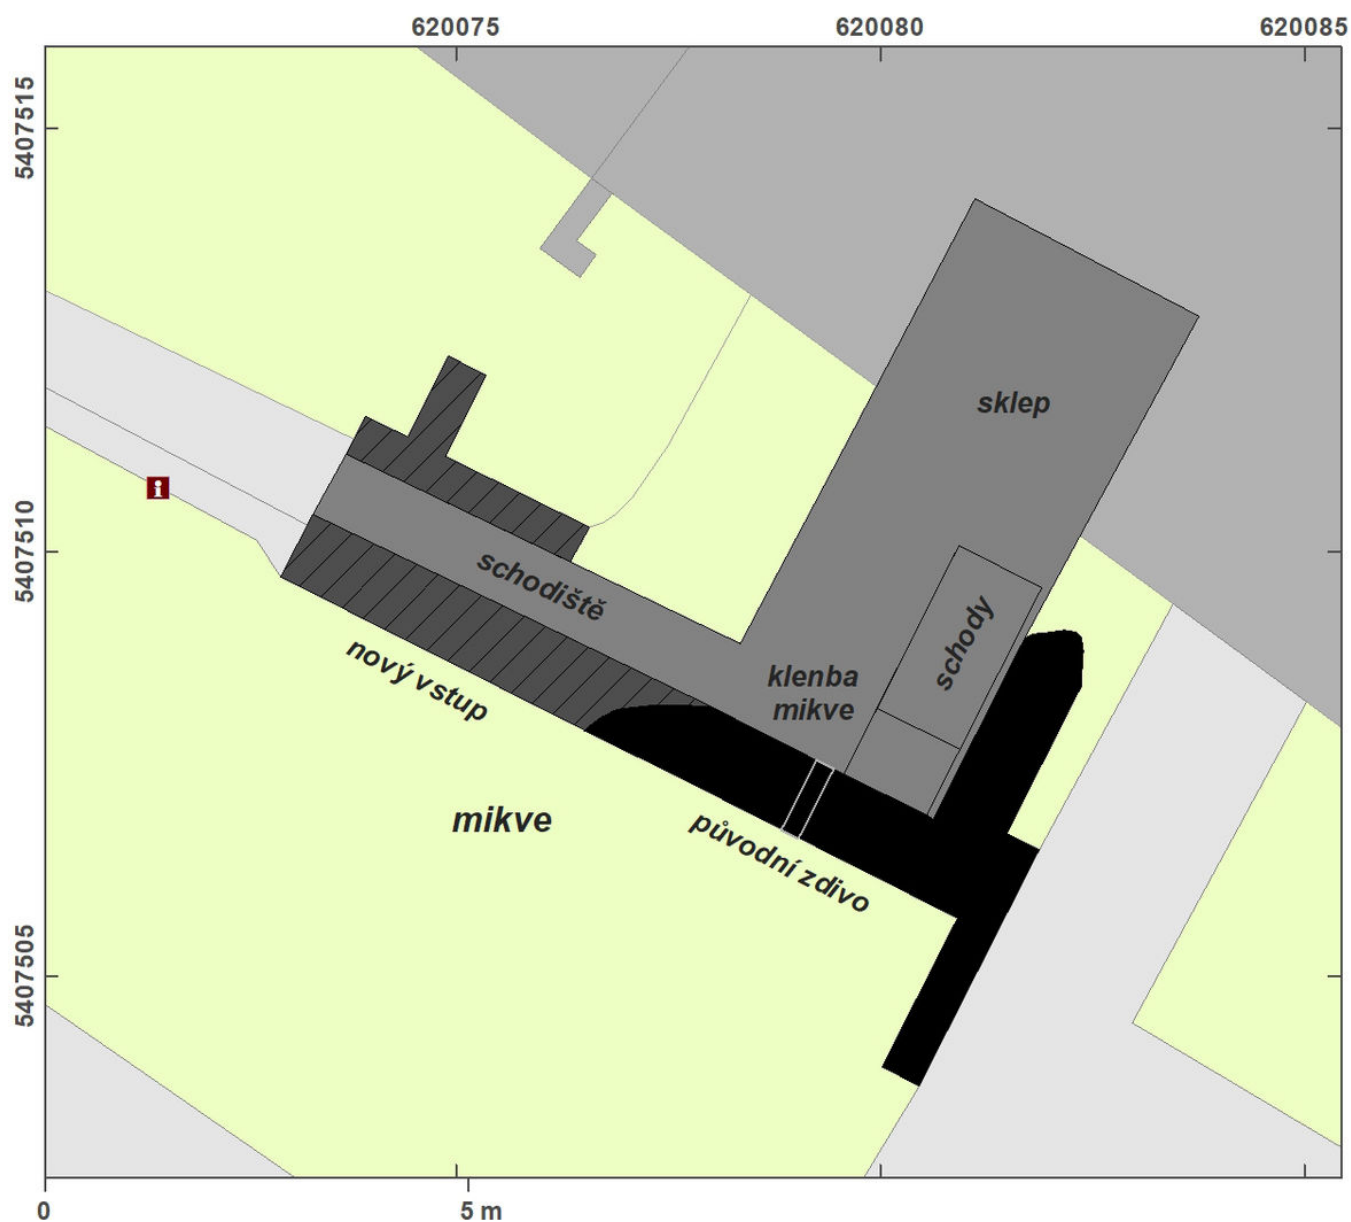 620075
620080
620085
5407515
5407510
5407505
sklep
schodiště
schody
klenba
mikve
nový vstup
mikve
původní zdivo
i
0
5 m